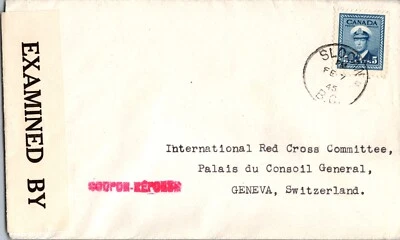 EXAMINED BY
CANADA
5
SLOCAN
FE 7
45
B.C.
International Red Cross Committee,
Palais du Consoil General,
GENEVA, Switzerland.
COUPON-RÉPONSE